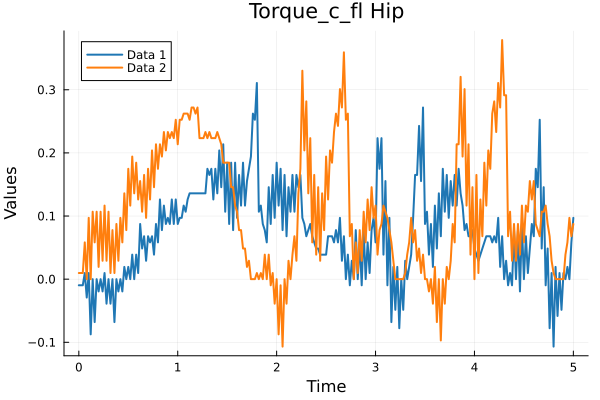 Torque_c_fl Hip
Data 1
Data 2
Values
0.3
0.2
0.1
0.0
−0.1
0 1 2 3 4 5
Time